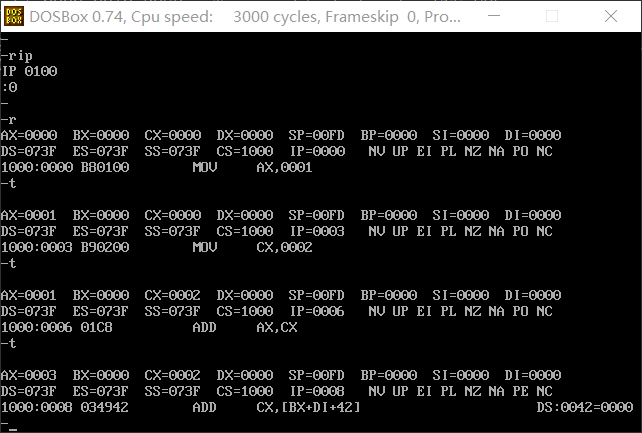 DOS BOX DOSBox 0.74, Cpu speed: 3000 cycles, Frameskip 0, Pro...
-
-rip
IP 0100
:0
-
-r
AX=0000 BX=0000 CX=0000 DX=0000 SP=00FD BP=0000 SI=0000 DI=0000
DS=073F ES=073F SS=073F CS=1000 IP=0000 NV UP EI PL NZ NA PO NC
1000:0000 B80100 MOV AX,0001
-t
AX=0001 BX=0000 CX=0000 DX=0000 SP=00FD BP=0000 SI=0000 DI=0000
DS=073F ES=073F SS=073F CS=1000 IP=0003 NV UP EI PL NZ NA PO NC
1000:0003 B90200 MOV CX,0002
-t
AX=0001 BX=0000 CX=0002 DX=0000 SP=00FD BP=0000 SI=0000 DI=0000
DS=073F ES=073F SS=073F CS=1000 IP=0006 NV UP EI PL NZ NA PO NC
1000:0006 01C8 ADD AX,CX
-t
AX=0003 BX=0000 CX=0002 DX=0000 SP=00FD BP=0000 SI=0000 DI=0000
DS=073F ES=073F SS=073F CS=1000 IP=0008 NV UP EI PL NZ NA PE NC
1000:0008 034942 ADD CX,[BX+DI+42] DS:0042=0000
-_